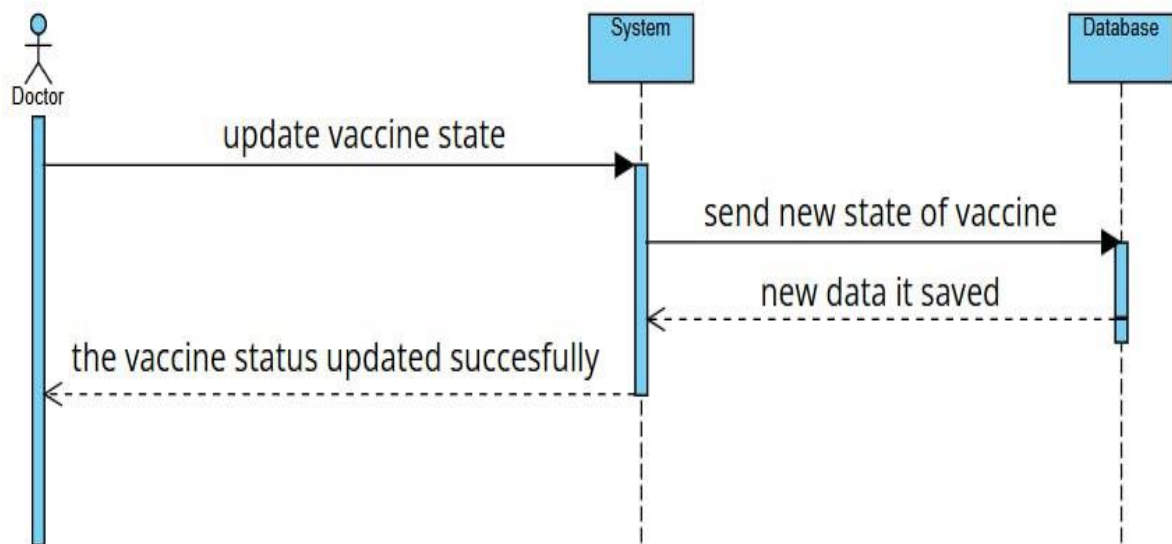 System
Database
Doctor
update vaccine state
send new state of vaccine
new data it saved
the vaccine status updated succesfully